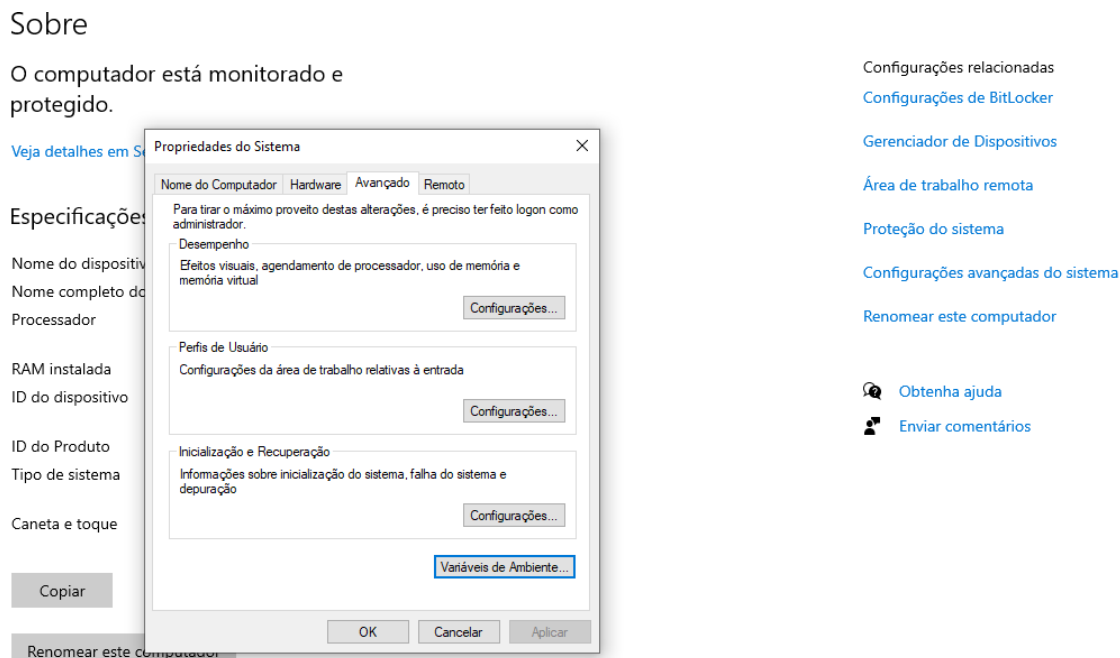 Sobre
O computador está monitorado e
protegido.
Veja detalhes em
Especificações
Nome do
Nome completo
Processador
RAM instalada
ID do dispositivo
ID do Produto
Tipo de sistema
Caneta e toque
Copiar
Renomear este computador
Propriedades do Sistema
Nome do Computador
Hardware
Avançado
Remoto
Para tirar o máximo proveito destas alterações, é preciso ter feito logon como
administrador.
Desempenho
Efeitos visuais, agendamento de processador, uso de memória e
memória virtual
Configurações...
Perfis de Usuário
Configurações da área de trabalho relativas à entrada
Configurações...
Inicialização e Recuperação
Informações sobre inicialização do sistema, falha do sistema e
depuração
Configurações...
Variáveis de Ambiente...
OK
Cancelar
Aplicar
Configurações relacionadas
Configurações de BitLocker
Gerenciador de Dispositivos
Área de trabalho remota
Proteção do sistema
Configurações avançadas do sistema
Renomear este computador
Obtenha ajuda
Enviar comentários